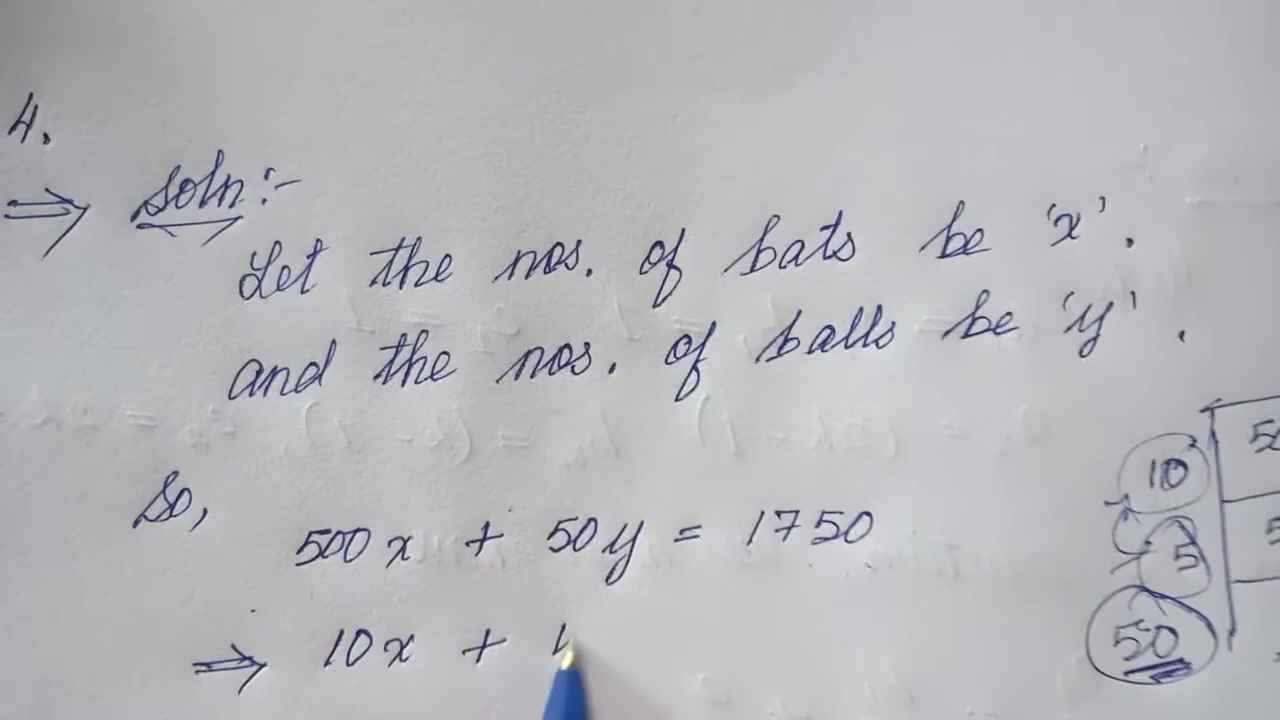 4.
⇒ Soln:-
Let the nos. of bats be 'x'.
and the nos. of balls be 'y'.
So,
500x + 50y = 1750
⇒ 10x +
10
5
50